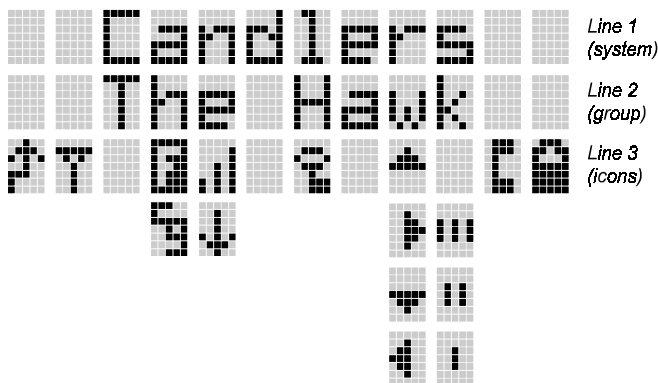 Candlers Line 1
(system)
The Hawk Line 2
(group)
Line 3
(icons)